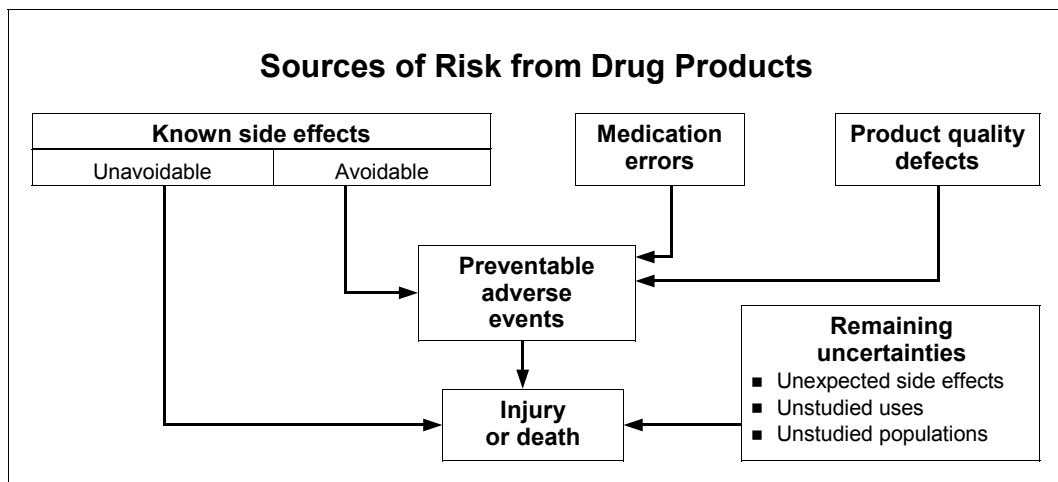 Sources of Risk from Drug Products
Known side effects
Unavoidable
Avoidable
Medication
errors
Product quality
defects
Preventable
adverse
events
Remaining
uncertainties
■ Unexpected side effects
■ Unstudied uses
■ Unstudied populations
Injury
or death